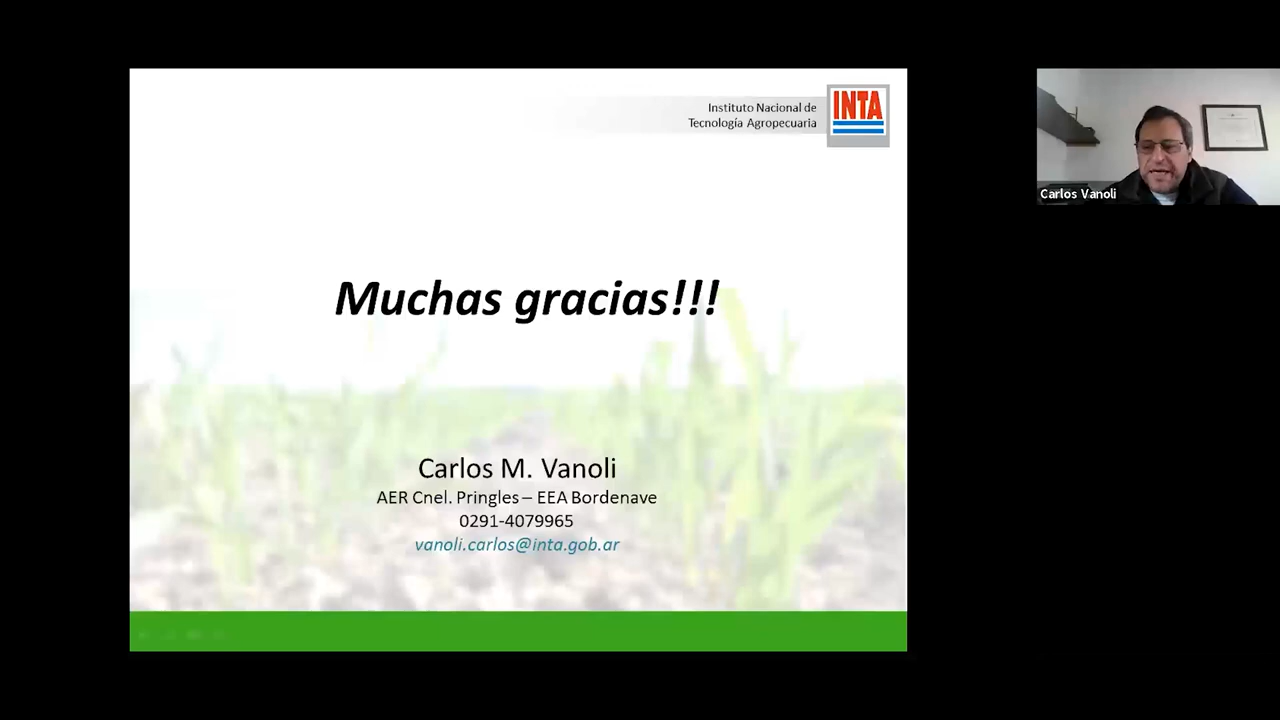 Instituto Nacional de
Tecnología Agropecuaria
INTA
Muchas gracias!!!
Carlos M. Vanoli
AER Cnel. Pringles – EEA Bordenave
0291-4079965
vanoli.carlos@inta.gob.ar
Carlos Vanoli